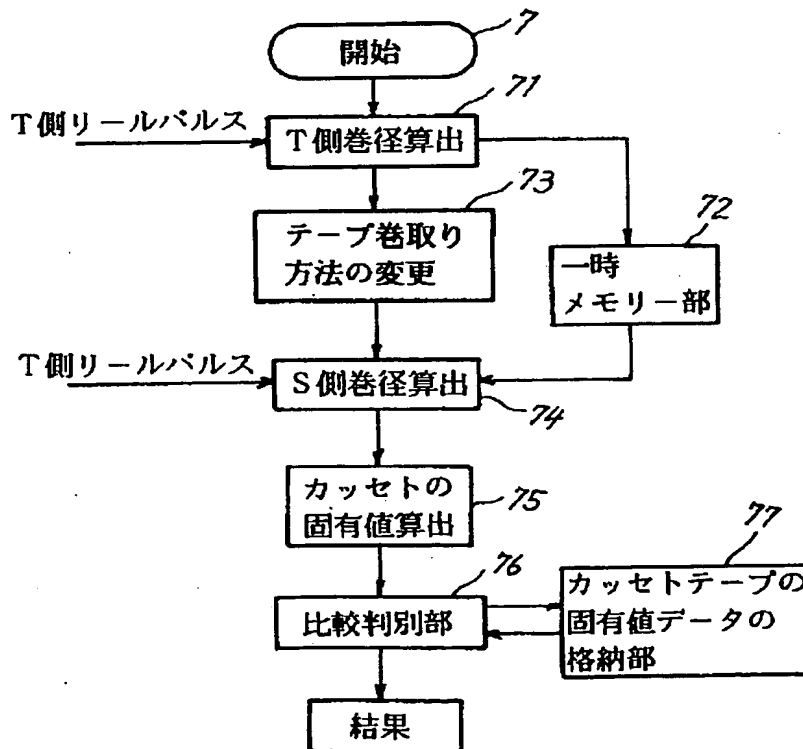 7
開始
71
T側リールパルス
T側巻径算出
73
72
テープ巻取り
方法の変更
一時
メモリー部
T側リールパルス
S側巻径算出
74
カッセトの
固有値算出
75
77
76
カッセトテープの
固有値データの
格納部
比較判別部
結果